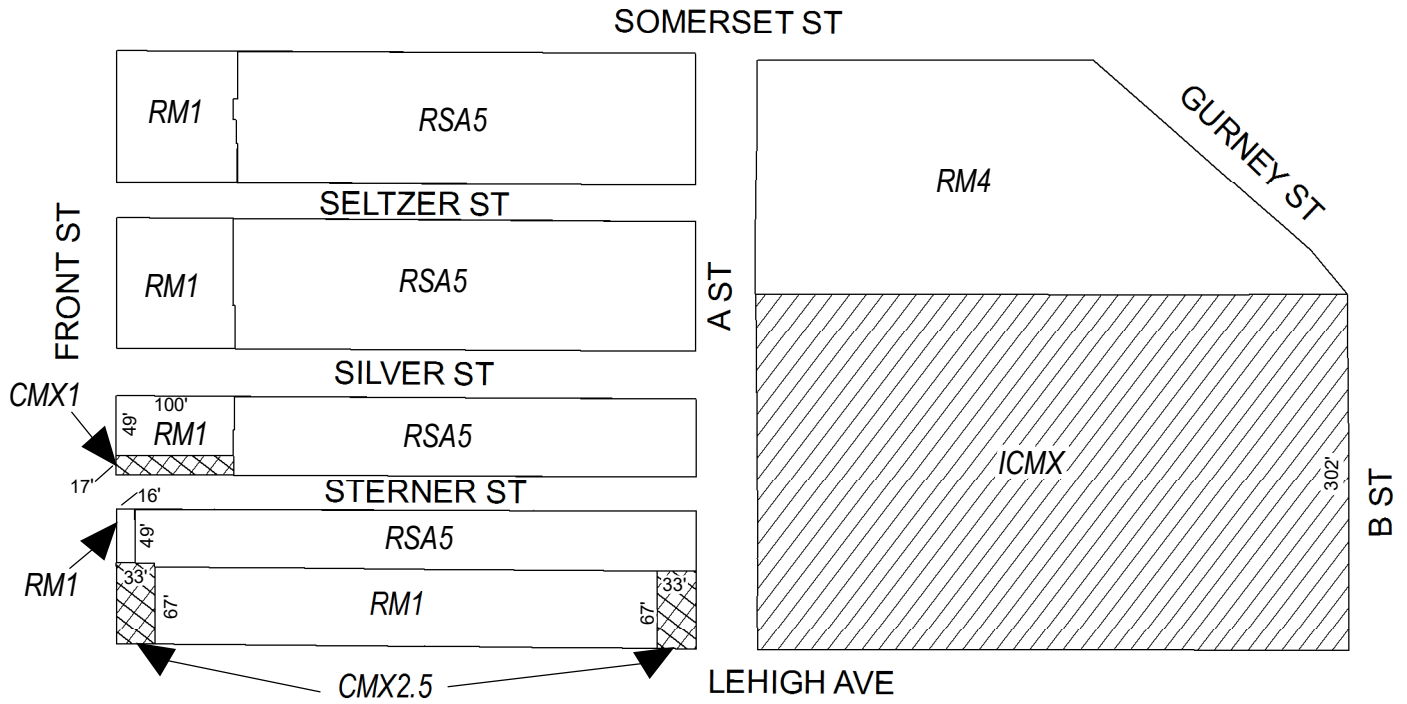 SOMERSET ST
RM1
RSA5
GURNEY ST
RM4
SELTZER ST
FRONT ST
RM1
RSA5
A ST
SILVER ST
CMX1
100'
49'
RM1
RSA5
ICMX
302'
B ST
17'
STERNER ST
16'
49'
RSA5
RM1
33'
67'
RM1
33'
67'
CMX2.5
LEHIGH AVE